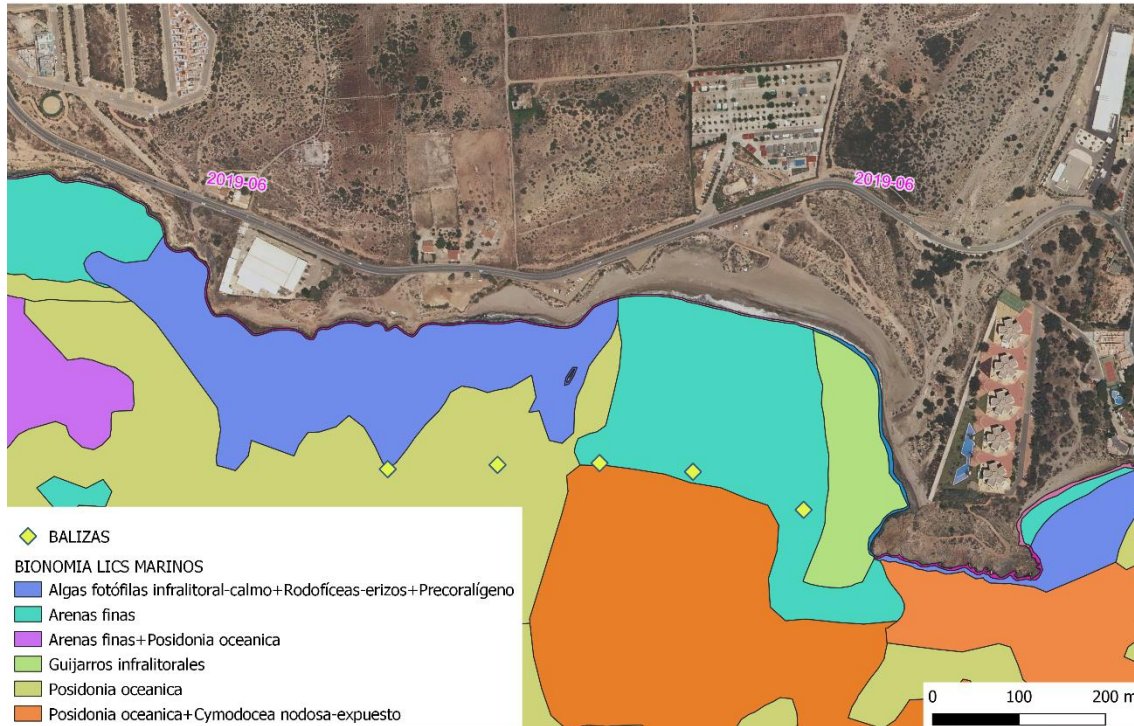 2019-06
2019-06
BALIZAS
BIONOMIA LICS MARINOS
Algas fotófilas infralitoral-calmo+Rodofíceas-erizos+Precoralígeno
Arenas finas
Arenas finas+Posidonia oceanica
Guijarros infralitorales
Posidonia oceanica
Posidonia oceanica+Cymodocea nodosa-expuesto
0 100 200 m